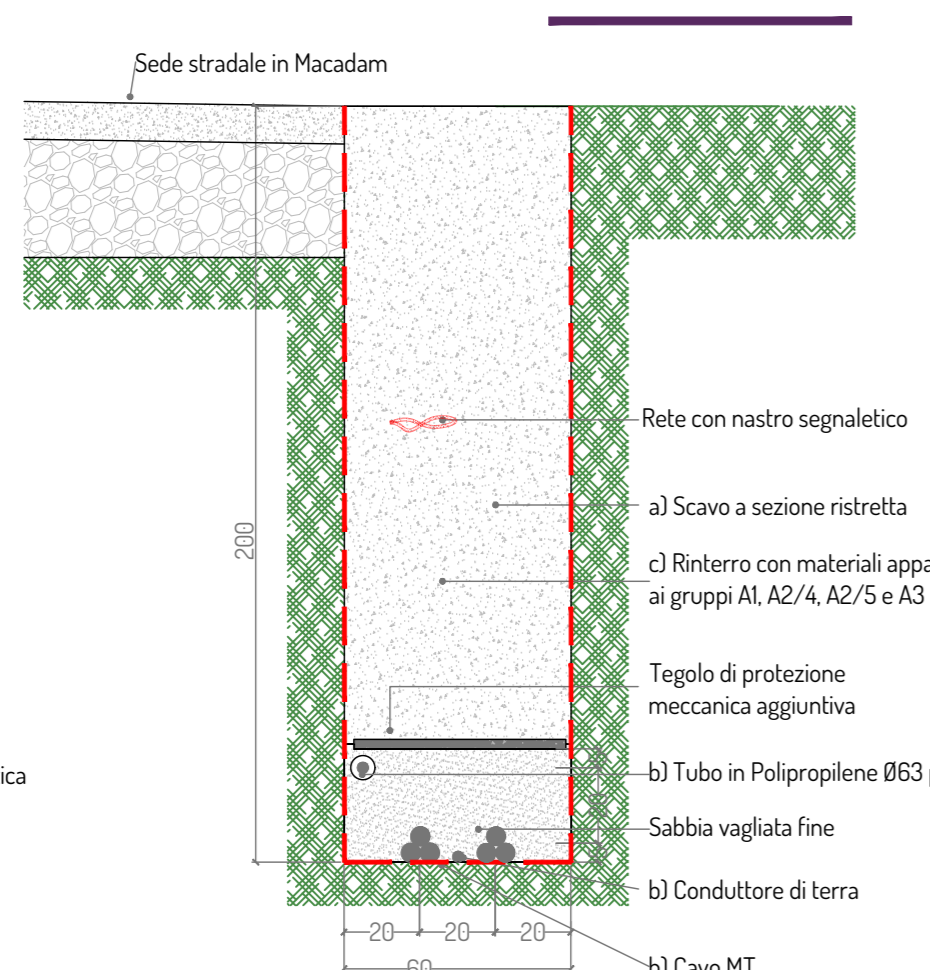 Sede stradale in Macadam
Rete con nastro segnaletico
a) Scavo a sezione ristretta
c) Rinterro con materiali appa
ai gruppi A1, A2/4, A2/5 e A3
200
Tegolo di protezione
meccanica aggiuntiva
ica
b) Tubo in Polipropilene Ø63
Sabbia vagliata fine
b) Conduttore di terra
20 20 20
60
b) Cavo MT